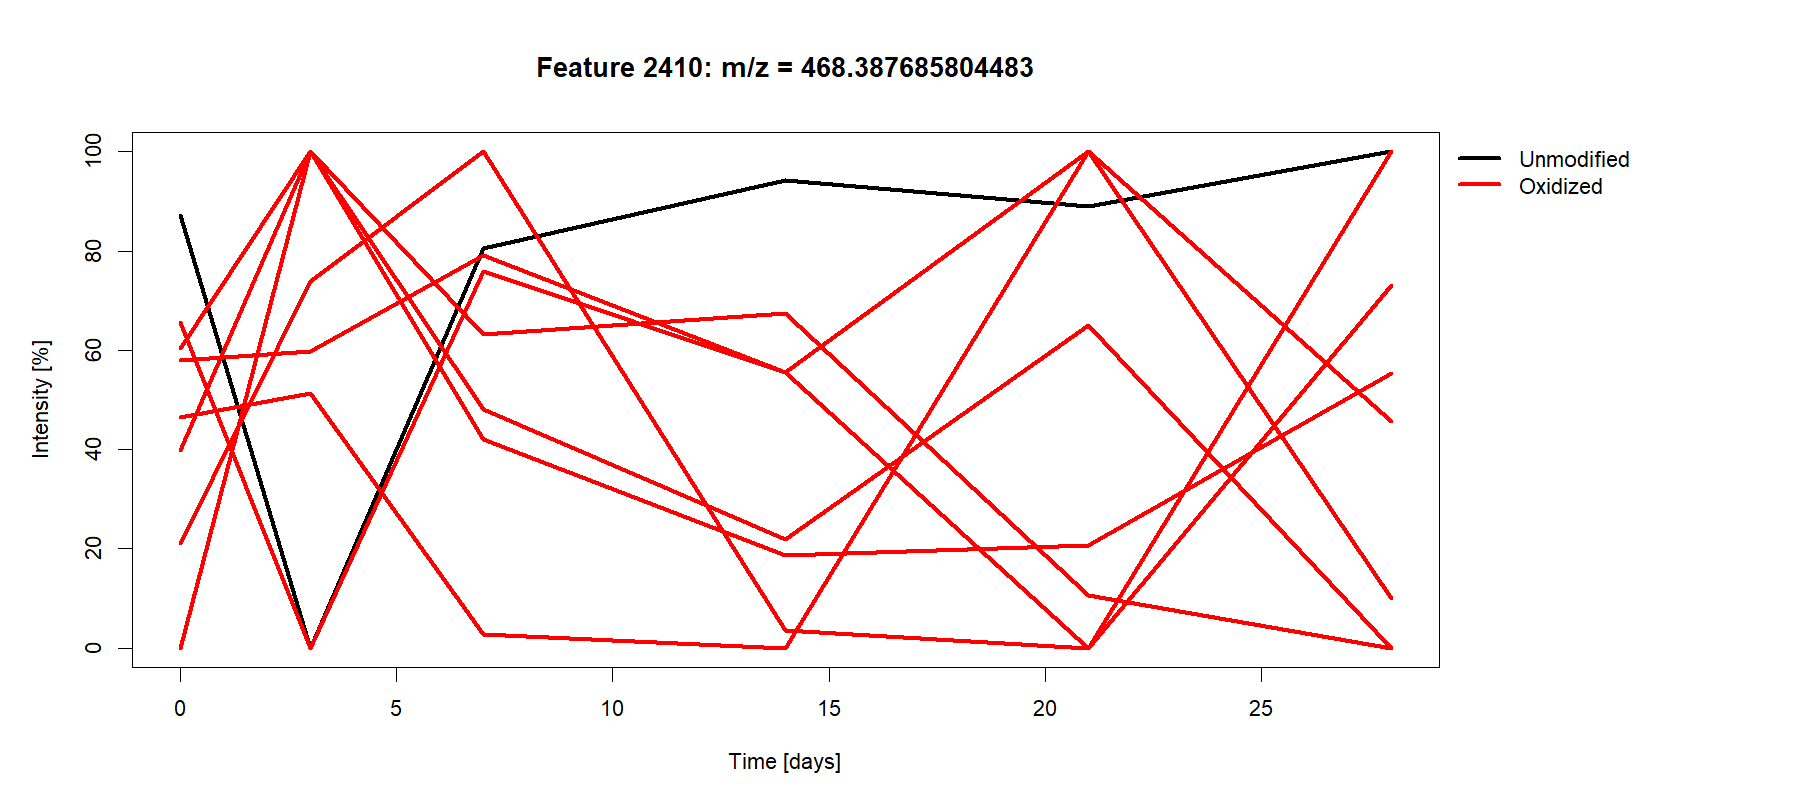 Feature 2410: m/z = 468.387685804483
100
80
60
40
20
0
Intensity [%]
0 5 10 15 20 25
Time [days]
Unmodified
Oxidized